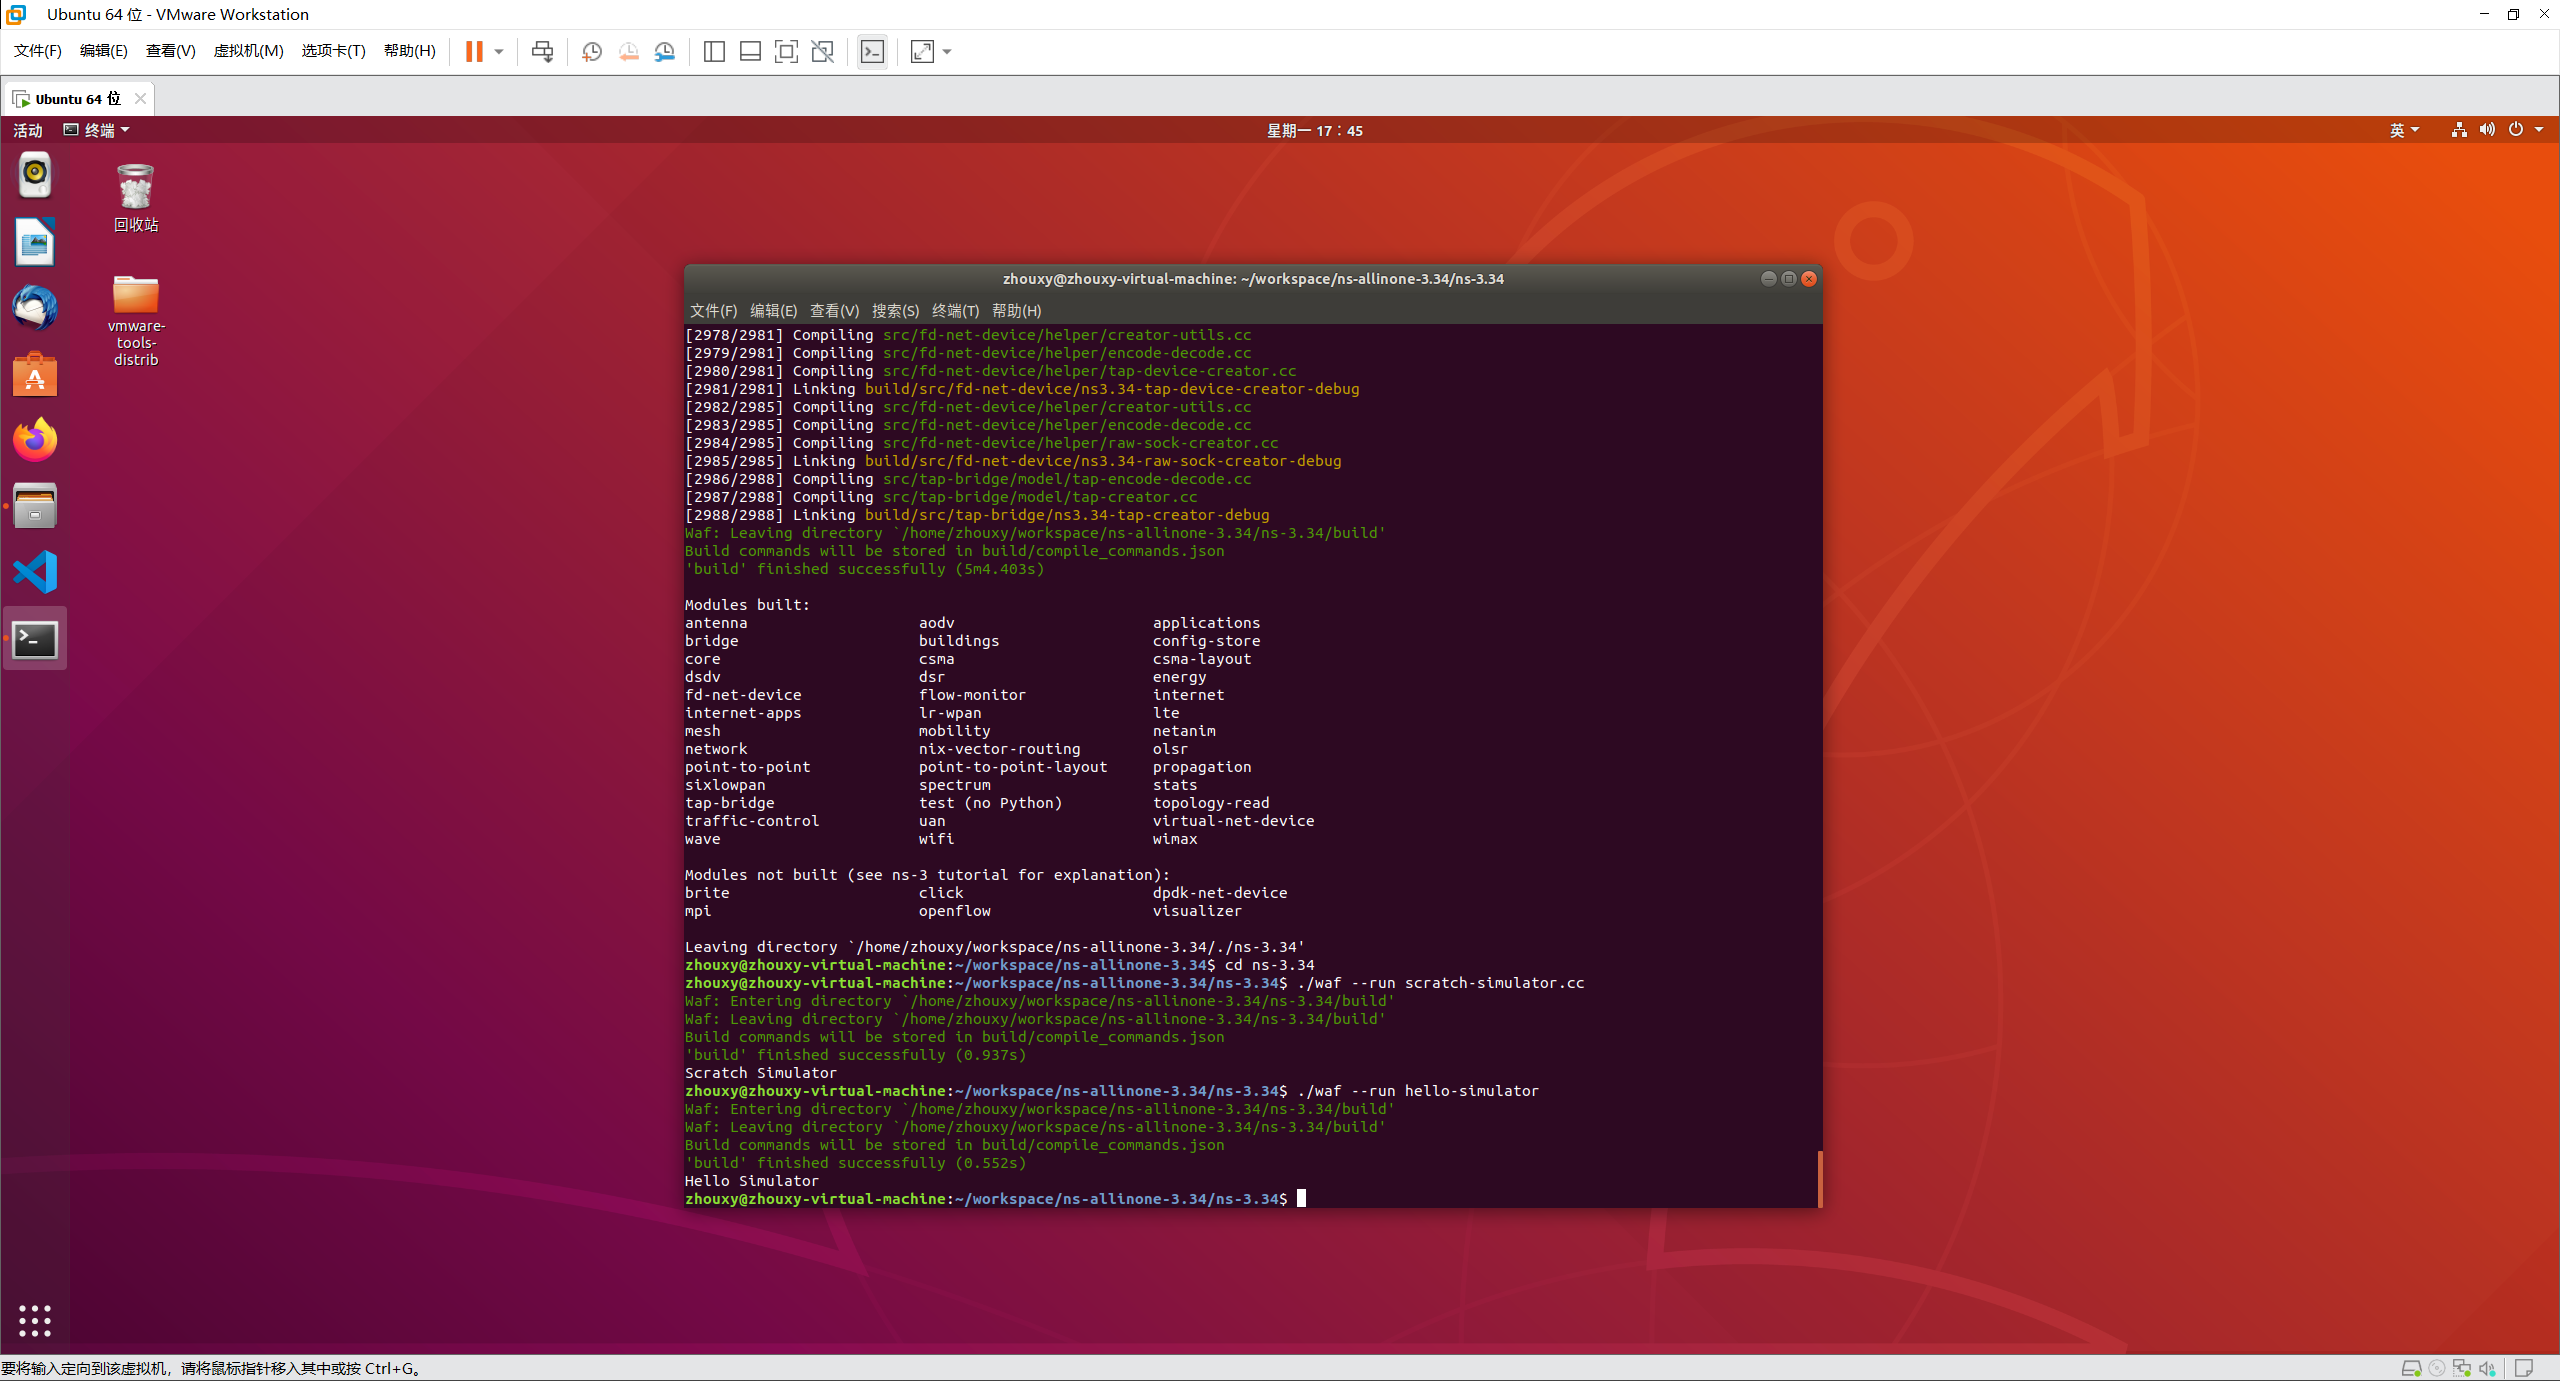 Ubuntu 64 位 - VMware Workstation
文件(F) 编辑(E) 查看(V) 虚拟机(M) 选项卡(T) 帮助(H)
Ubuntu 64 位
活动 终端 星期一 17：45 英
回收站
vmware-
tools-
distrib
zhouxy@zhouxy-virtual-machine: ~/workspace/ns-allinone-3.34/ns-3.34
文件(F) 编辑(E) 查看(V) 搜索(S) 终端(T) 帮助(H)
[2978/2981] Compiling src/fd-net-device/helper/creator-utils.cc
[2979/2981] Compiling src/fd-net-device/helper/encode-decode.cc
[2980/2981] Compiling src/fd-net-device/helper/tap-device-creator.cc
[2981/2981] Linking build/src/fd-net-device/ns3.34-tap-device-creator-debug
[2982/2985] Compiling src/fd-net-device/helper/creator-utils.cc
[2983/2985] Compiling src/fd-net-device/helper/encode-decode.cc
[2984/2985] Compiling src/fd-net-device/helper/raw-sock-creator.cc
[2985/2985] Linking build/src/fd-net-device/ns3.34-raw-sock-creator-debug
[2986/2988] Compiling src/tap-bridge/model/tap-encode-decode.cc
[2987/2988] Compiling src/tap-bridge/model/tap-creator.cc
[2988/2988] Linking build/src/tap-bridge/ns3.34-tap-creator-debug
Waf: Leaving directory `/home/zhouxy/workspace/ns-allinone-3.34/ns-3.34/build'
Build commands will be stored in build/compile_commands.json
'build' finished successfully (5m4.403s)
Modules built:
antenna aodv applications
bridge buildings config-store
core csma csma-layout
dsdv dsr energy
fd-net-device flow-monitor internet
internet-apps lr-wpan lte
mesh mobility netanim
network nix-vector-routing olsr
point-to-point point-to-point-layout propagation
sixlowpan spectrum stats
tap-bridge test (no Python) topology-read
traffic-control uan virtual-net-device
wave wifi wimax
Modules not built (see ns-3 tutorial for explanation):
brite click dpdk-net-device
mpi openflow visualizer
Leaving directory `/home/zhouxy/workspace/ns-allinone-3.34/./ns-3.34'
zhouxy@zhouxy-virtual-machine:~/workspace/ns-allinone-3.34$ cd ns-3.34
zhouxy@zhouxy-virtual-machine:~/workspace/ns-allinone-3.34/ns-3.34$ ./waf --run scratch-simulator.cc
Waf: Entering directory `/home/zhouxy/workspace/ns-allinone-3.34/ns-3.34/build'
Waf: Leaving directory `/home/zhouxy/workspace/ns-allinone-3.34/ns-3.34/build'
Build commands will be stored in build/compile_commands.json
'build' finished successfully (0.937s)
Scratch Simulator
zhouxy@zhouxy-virtual-machine:~/workspace/ns-allinone-3.34/ns-3.34$ ./waf --run hello-simulator
Waf: Entering directory `/home/zhouxy/workspace/ns-allinone-3.34/ns-3.34/build'
Waf: Leaving directory `/home/zhouxy/workspace/ns-allinone-3.34/ns-3.34/build'
Build commands will be stored in build/compile_commands.json
'build' finished successfully (0.552s)
Hello Simulator
zhouxy@zhouxy-virtual-machine:~/workspace/ns-allinone-3.34/ns-3.34$
要将输入定向到该虚拟机，请将鼠标指针移入其中或按 Ctrl+G。